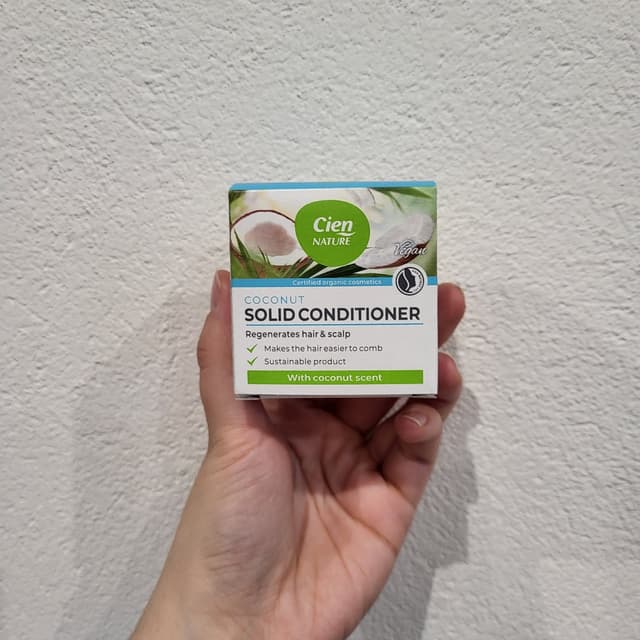 Cien
NATURE
Vegan
Certified organic cosmetics
COCONUT
SOLID CONDITIONER
Regenerates hair & scalp
Makes the hair easier to comb
Sustainable product
With coconut scent